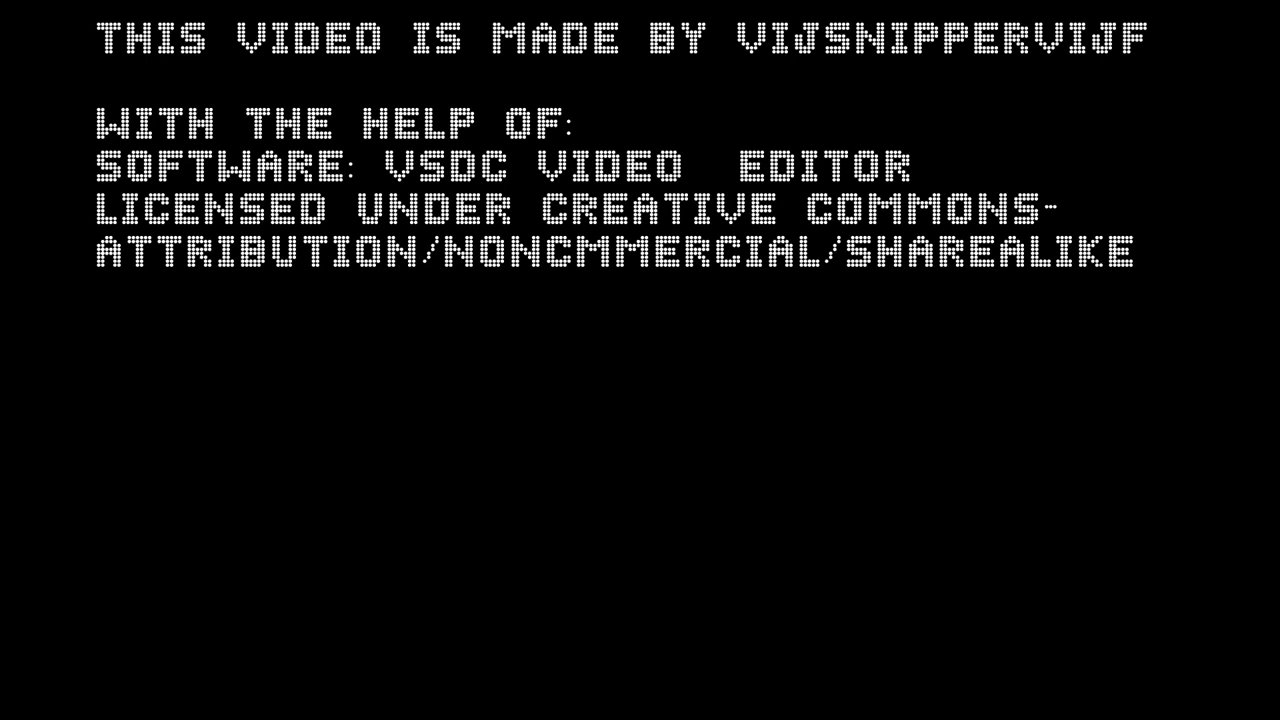 THIS VIDEO IS MADE BY VIJSNIPPERVIJF
WITH THE HELP OF:
SOFTWARE: VSDC VIDEO  EDITOR
LICENSED UNDER CREATIVE COMMONS-
ATTRIBUTION/NONCMMERCIAL/SHAREALIKE